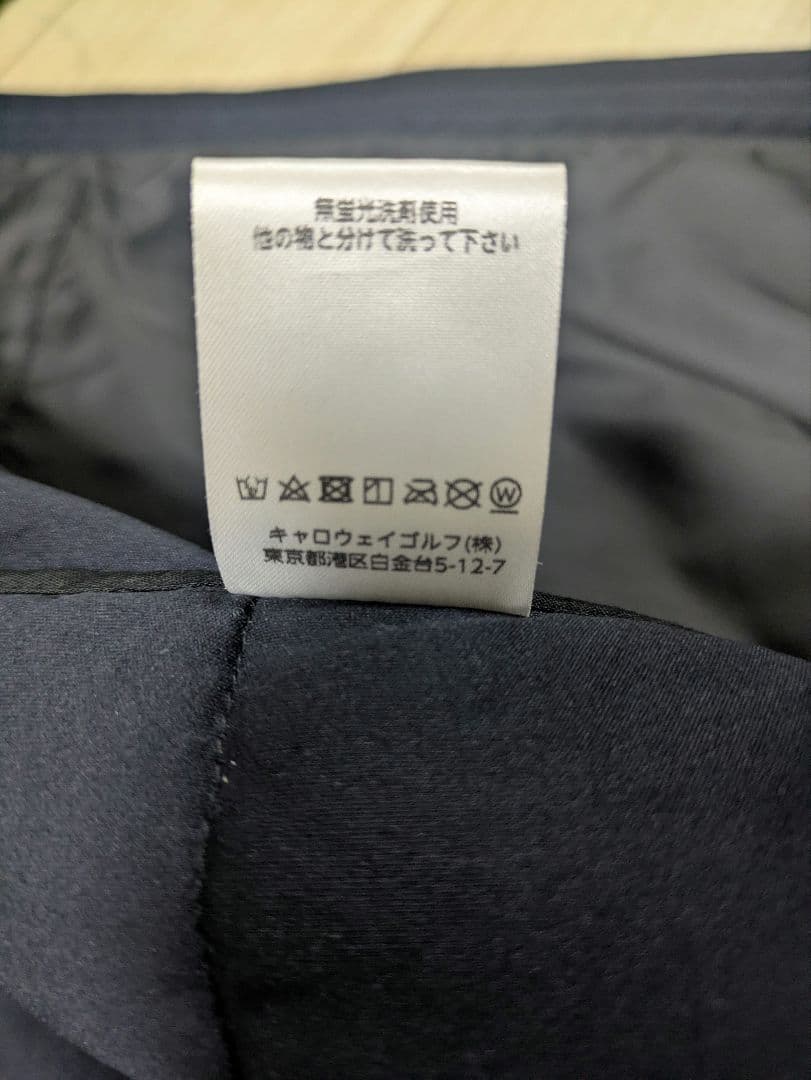 無蛍光洗剤使用
他の物と分けて洗って下さい
W
キャロウェイゴルフ(株)
東京都港区白金台5-12-7